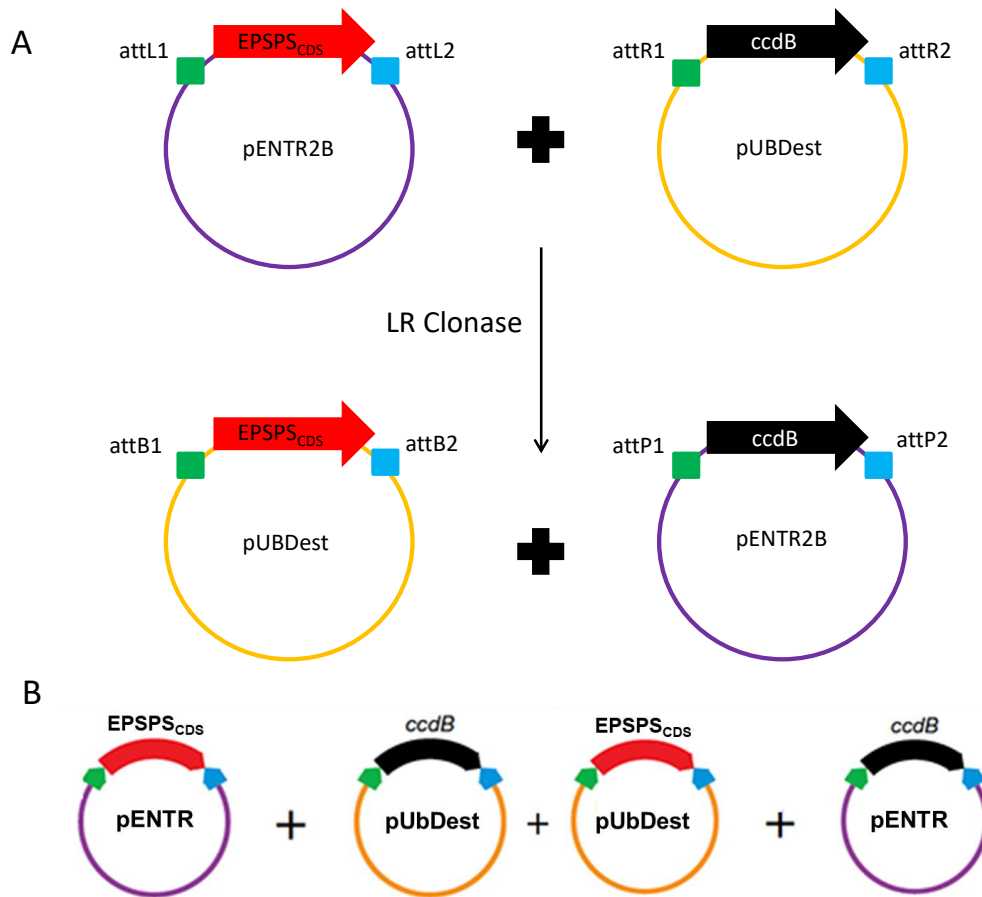 A
attL1 EPSPSCDS attL2
attR1 ccdB attR2
pENTR2B
pUBDest
LR Clonase
attB1 EPSPSCDS attB2
attP1 ccdB attP2
pUBDest
pENTR2B
B
EPSPSCDS ccdB EPSPSCDS ccdB
pENTR + pUbDest + pUbDest + pENTR